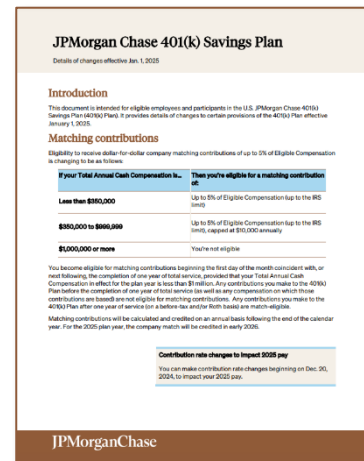 JPMorgan Chase 401(k) Savings Plan
Details of changes effective Jan. 1, 2025
Introduction
This document is intended for eligible employees and participants in the U.S. JPMorgan Chase 401(k)
Savings Plan (401(k) Plan). It provides details of changes to certain provisions of the 401(k) Plan effective
January 1, 2025.
Matching contributions
Eligibility to receive dollar-for-dollar company matching contributions of up to 5% of Eligible Compensation
is changing to be as follows:
If your Total Annual Cash Compensation is... Then you're eligible for a matching contribution
of:
Less than $350,000 Up to 5% of Eligible Compensation (up to the IRS
limit)
$350,000 to $999,999 Up to 5% of Eligible Compensation (up to the IRS
limit), capped at $10,000 annually
$1,000,000 or more You're not eligible
You become eligible for matching contributions beginning the first day of the month coincident with, or
next following, the completion of one year of total service, provided that your Total Annual Cash
Compensation in effect for the plan year is less than $1 million. Any contributions you make to the 401(k)
Plan before the completion of one year of total service (as well as any compensation on which those
contributions are based) are not eligible for matching contributions. Any contributions you make to the
401(k) Plan after one year of service (on a before-tax and/or Roth basis) are match-eligible.
Matching contributions will be calculated and credited on an annual basis following the end of the calendar
year. For the 2025 plan year, the company match will be credited in early 2026.
Contribution rate changes to impact 2025 pay
You can make contribution rate changes beginning on Dec. 20,
2024, to impact your 2025 pay.
JPMorganChase